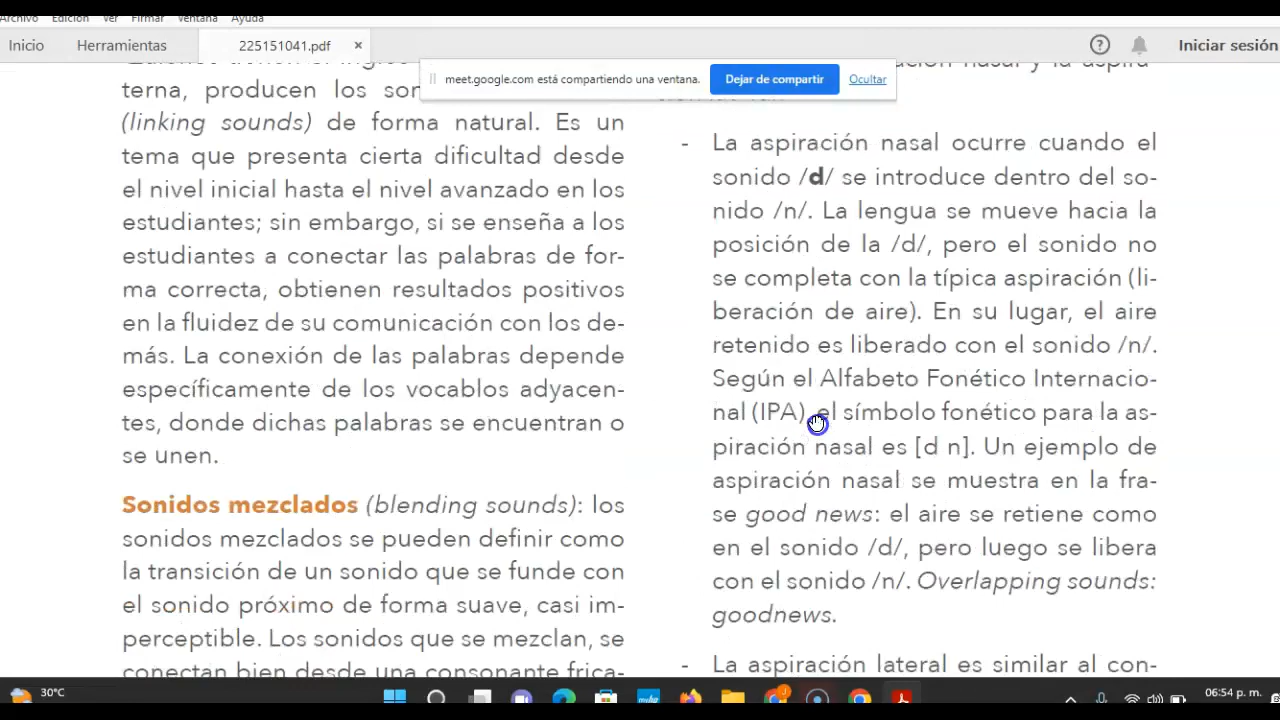 Archivo Edición Ver Firmar Ventana Ayuda
Inicio Herramientas 225151041.pdf × Iniciar sesión
meet.google.com está compartiendo una ventana. Dejar de compartir Ocultar
terna, producen los
(linking sounds) de forma natural. Es un
tema que presenta cierta dificultad desde
el nivel inicial hasta el nivel avanzado en los
estudiantes; sin embargo, si se enseña a los
estudiantes a conectar las palabras de for-
ma correcta, obtienen resultados positivos
en la fluidez de su comunicación con los de-
más. La conexión de las palabras depende
específicamente de los vocablos adyacen-
tes, donde dichas palabras se encuentran o
se unen.
Sonidos mezclados (blending sounds): los
sonidos mezclados se pueden definir como
la transición de un sonido que se funde con
el sonido próximo de forma suave, casi im-
perceptible. Los sonidos que se mezclan, se
conectan bien desde una consonante frica-
nasal y la aspira-
- La aspiración nasal ocurre cuando el
sonido /d/ se introduce dentro del so-
nido /n/. La lengua se mueve hacia la
posición de la /d/, pero el sonido no
se completa con la típica aspiración (li-
beración de aire). En su lugar, el aire
retenido es liberado con el sonido /n/.
Según el Alfabeto Fonético Internacio-
nal (IPA), el símbolo fonético para la as-
piración nasal es [d n]. Un ejemplo de
aspiración nasal se muestra en la fra-
se good news: el aire se retiene como
en el sonido /d/, pero luego se libera
con el sonido /n/. Overlapping sounds:
goodnews.
- La aspiración lateral es similar al con-
30°C
06:54 p. m.